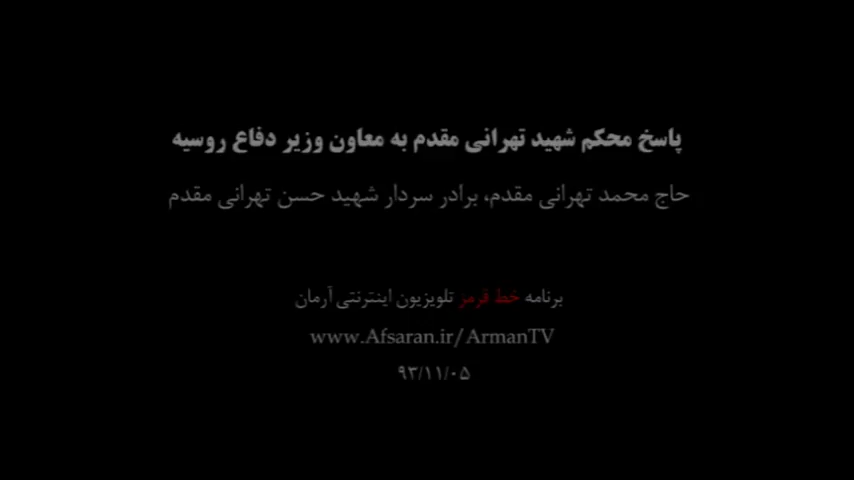 پاسخ محکم شهید تهرانی مقدم به معاون وزیر دفاع روسیه
حاج محمد تهرانی مقدم، برادر سردار شهید حسن تهرانی مقدم
برنامه خط قرمز تلویزیون اینترنتی آرمان
www.Afsaran.ir/ArmanTV
۹۳/۱۱/۰۵